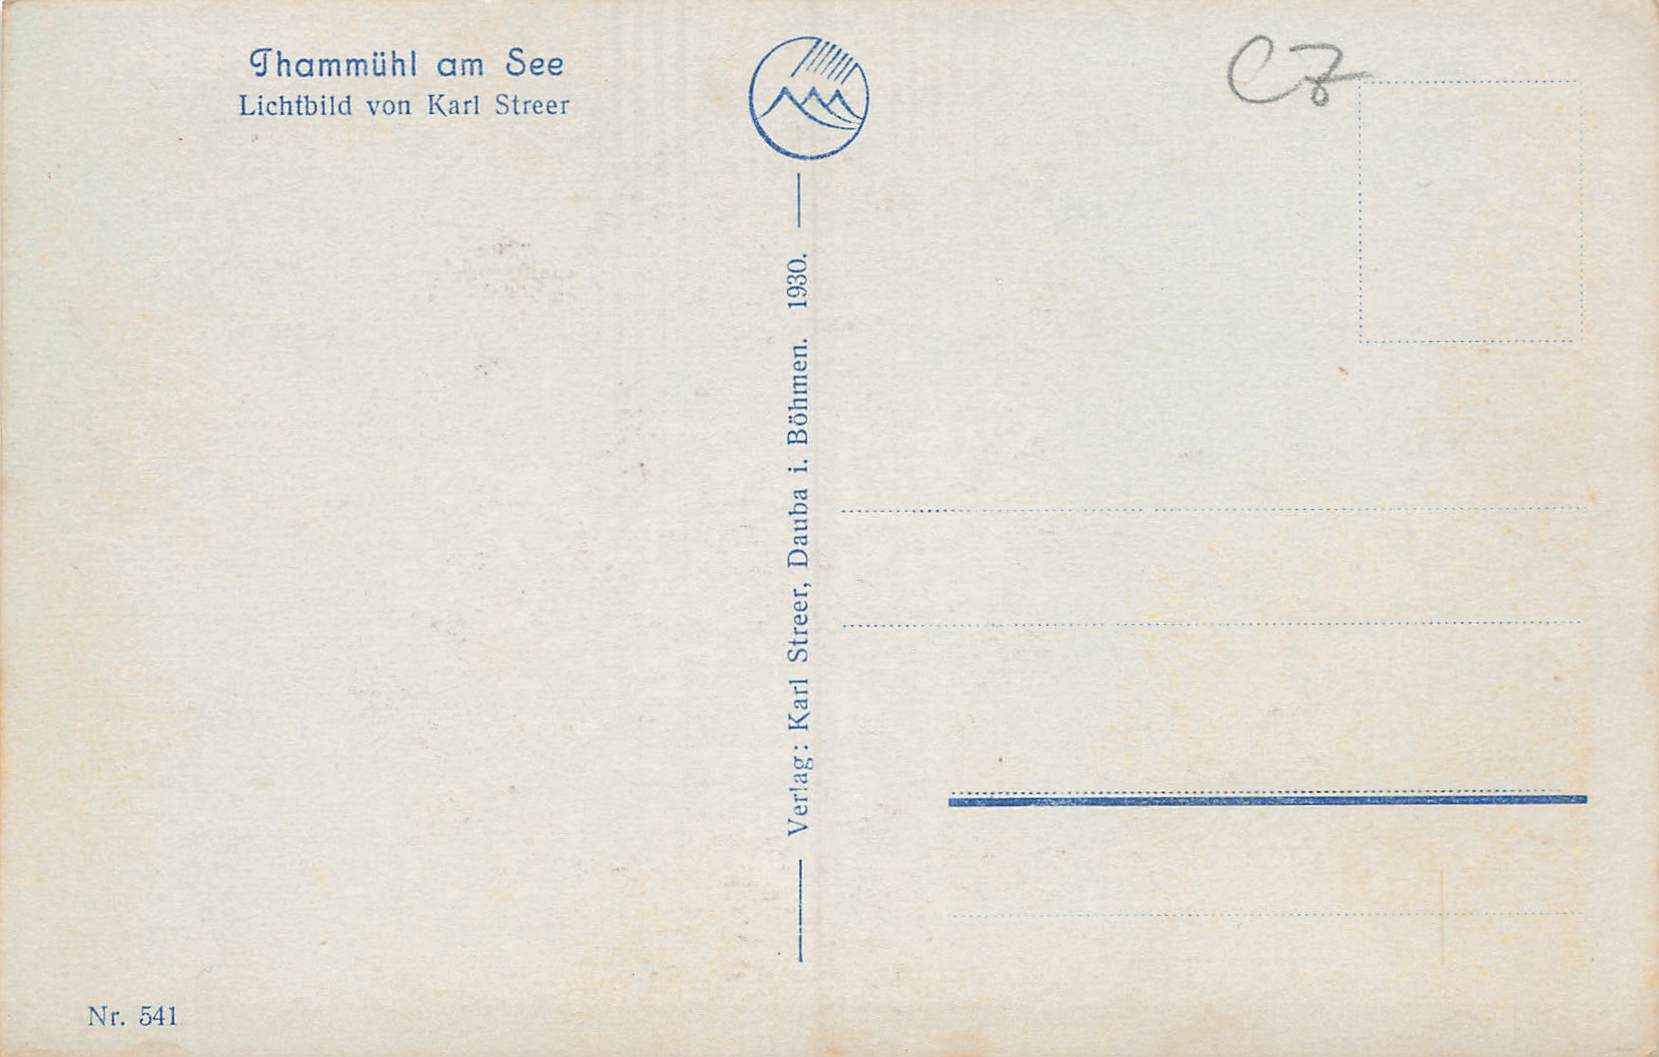 Thammühl am See
Lichtbild von Karl Streer
Verlag: Karl Streer, Dauba i. Böhmen. 1930.
CZ
Nr. 541